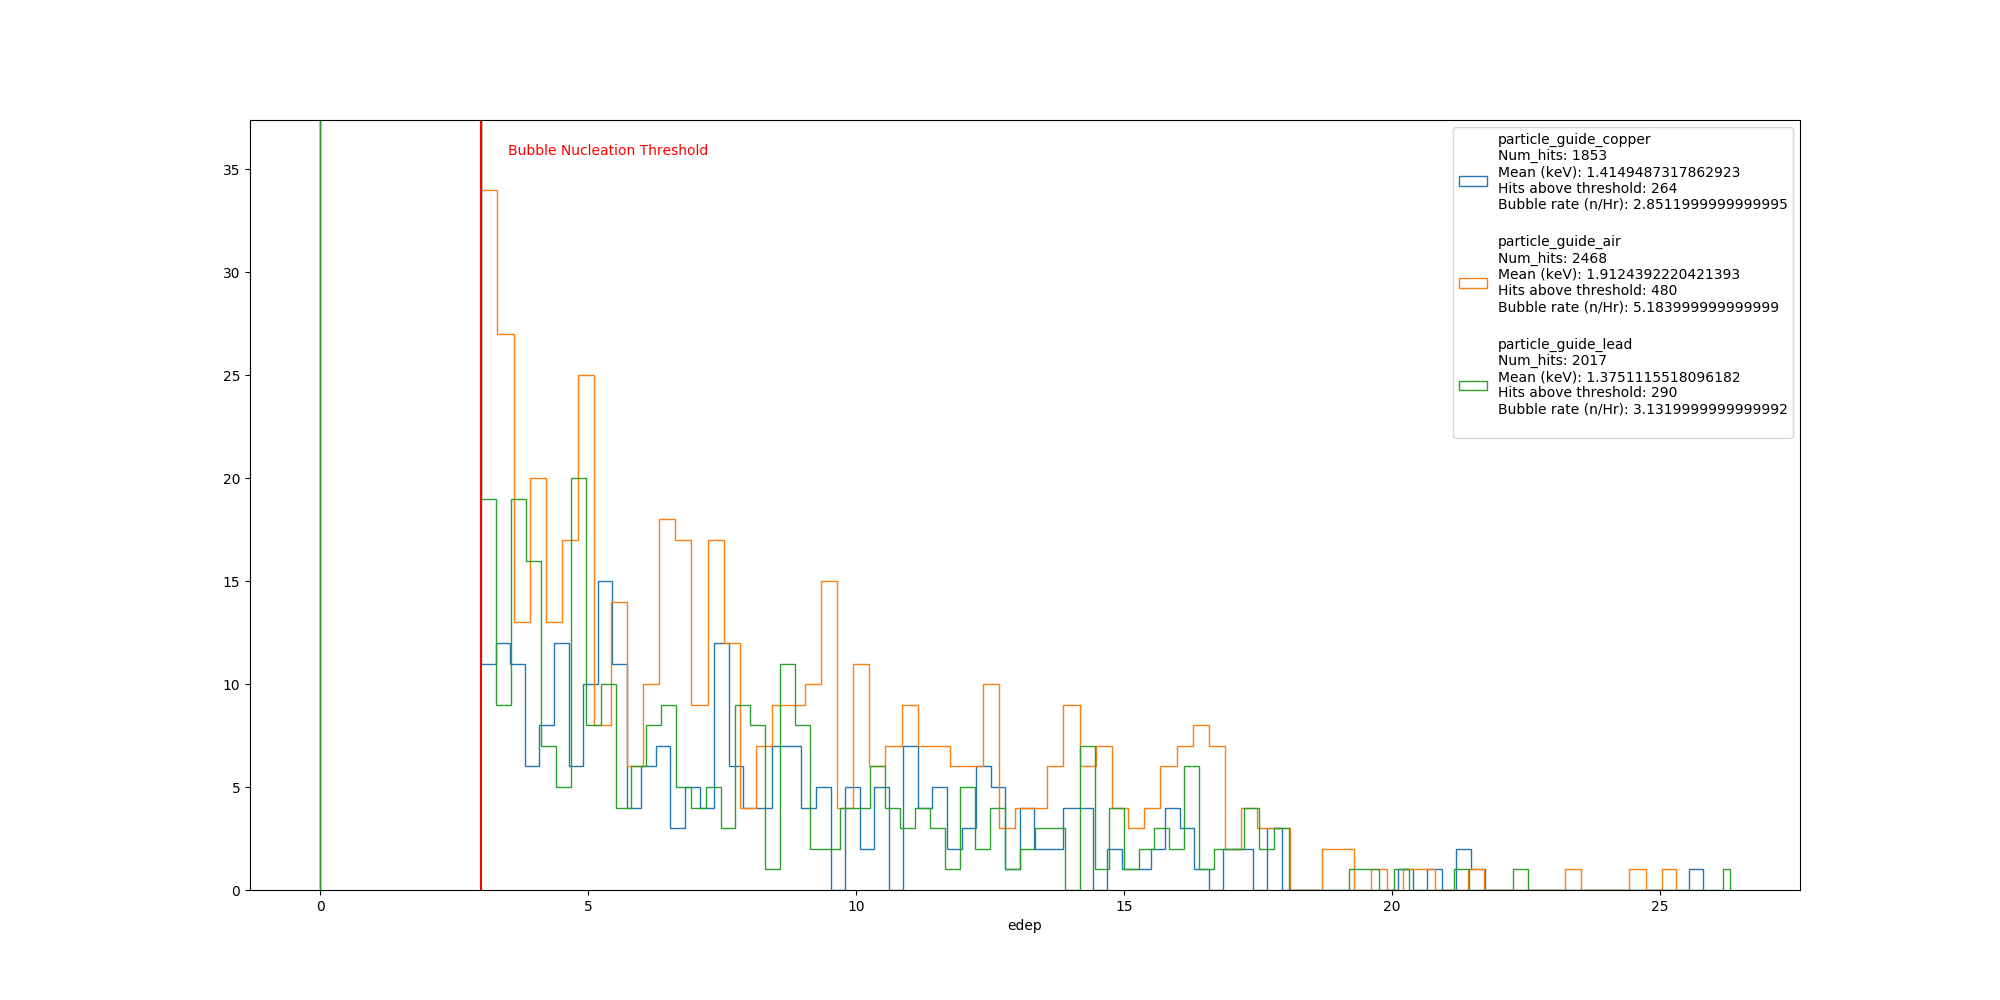 Bubble Nucleation Threshold
particle_guide_copper
Num_hits: 1853
Mean (keV): 1.4149487317862923
Hits above threshold: 264
Bubble rate (n/Hr): 2.8511999999999995
particle_guide_air
Num_hits: 2468
Mean (keV): 1.9124392220421393
Hits above threshold: 480
Bubble rate (n/Hr): 5.183999999999999
particle_guide_lead
Num_hits: 2017
Mean (keV): 1.3751115518096182
Hits above threshold: 290
Bubble rate (n/Hr): 3.1319999999999992
35
30
25
20
15
10
5
0
0 5 10 15 20 25
edep